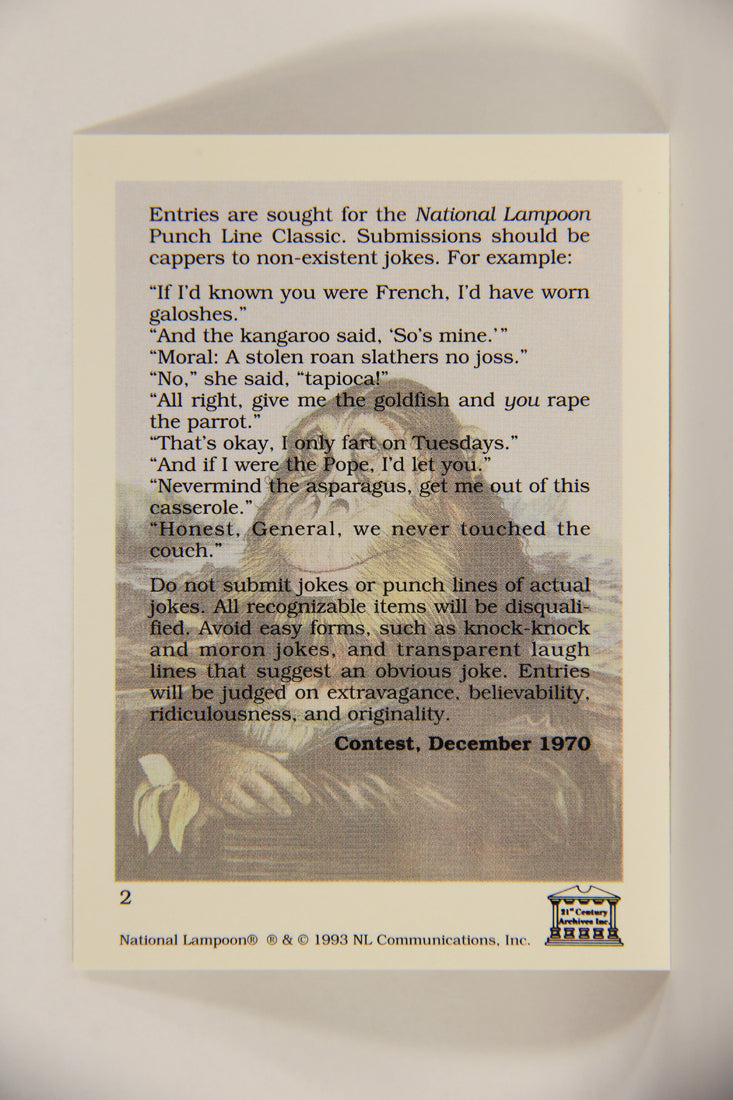 Entries are sought for the National Lampoon
Punch Line Classic. Submissions should be
cappers to non-existent jokes. For example:
“If I’d known you were French, I’d have worn
galoshes.”
“And the kangaroo said, ‘So’s mine.’”
“Moral: A stolen roan slathers no joss.”
“No,” she said, “tapioca!”
“All right, give me the goldfish and you rape
the parrot.”
“That’s okay, I only fart on Tuesdays.”
“And if I were the Pope, I’d let you.”
“Nevermind the asparagus, get me out of this
casserole.”
“Honest, General, we never touched the
couch.”
Do not submit jokes or punch lines of actual
jokes. All recognizable items will be disquali-
fied. Avoid easy forms, such as knock-knock
and moron jokes, and transparent laugh
lines that suggest an obvious joke. Entries
will be judged on extravagance, believability,
ridiculousness, and originality.
Contest, December 1970
2
21st Century
Archives Inc.
National Lampoon® ® & © 1993 NL Communications, Inc.